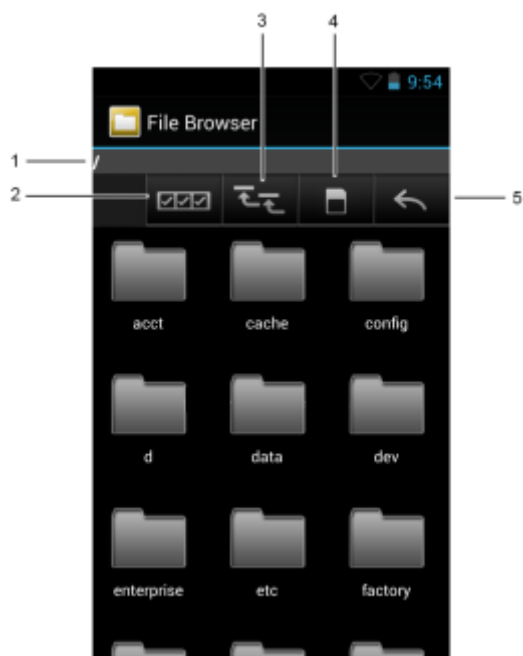 3 4
9:54
File Browser
1 /
2 5
acct cache config
d data dev
enterprise etc factory